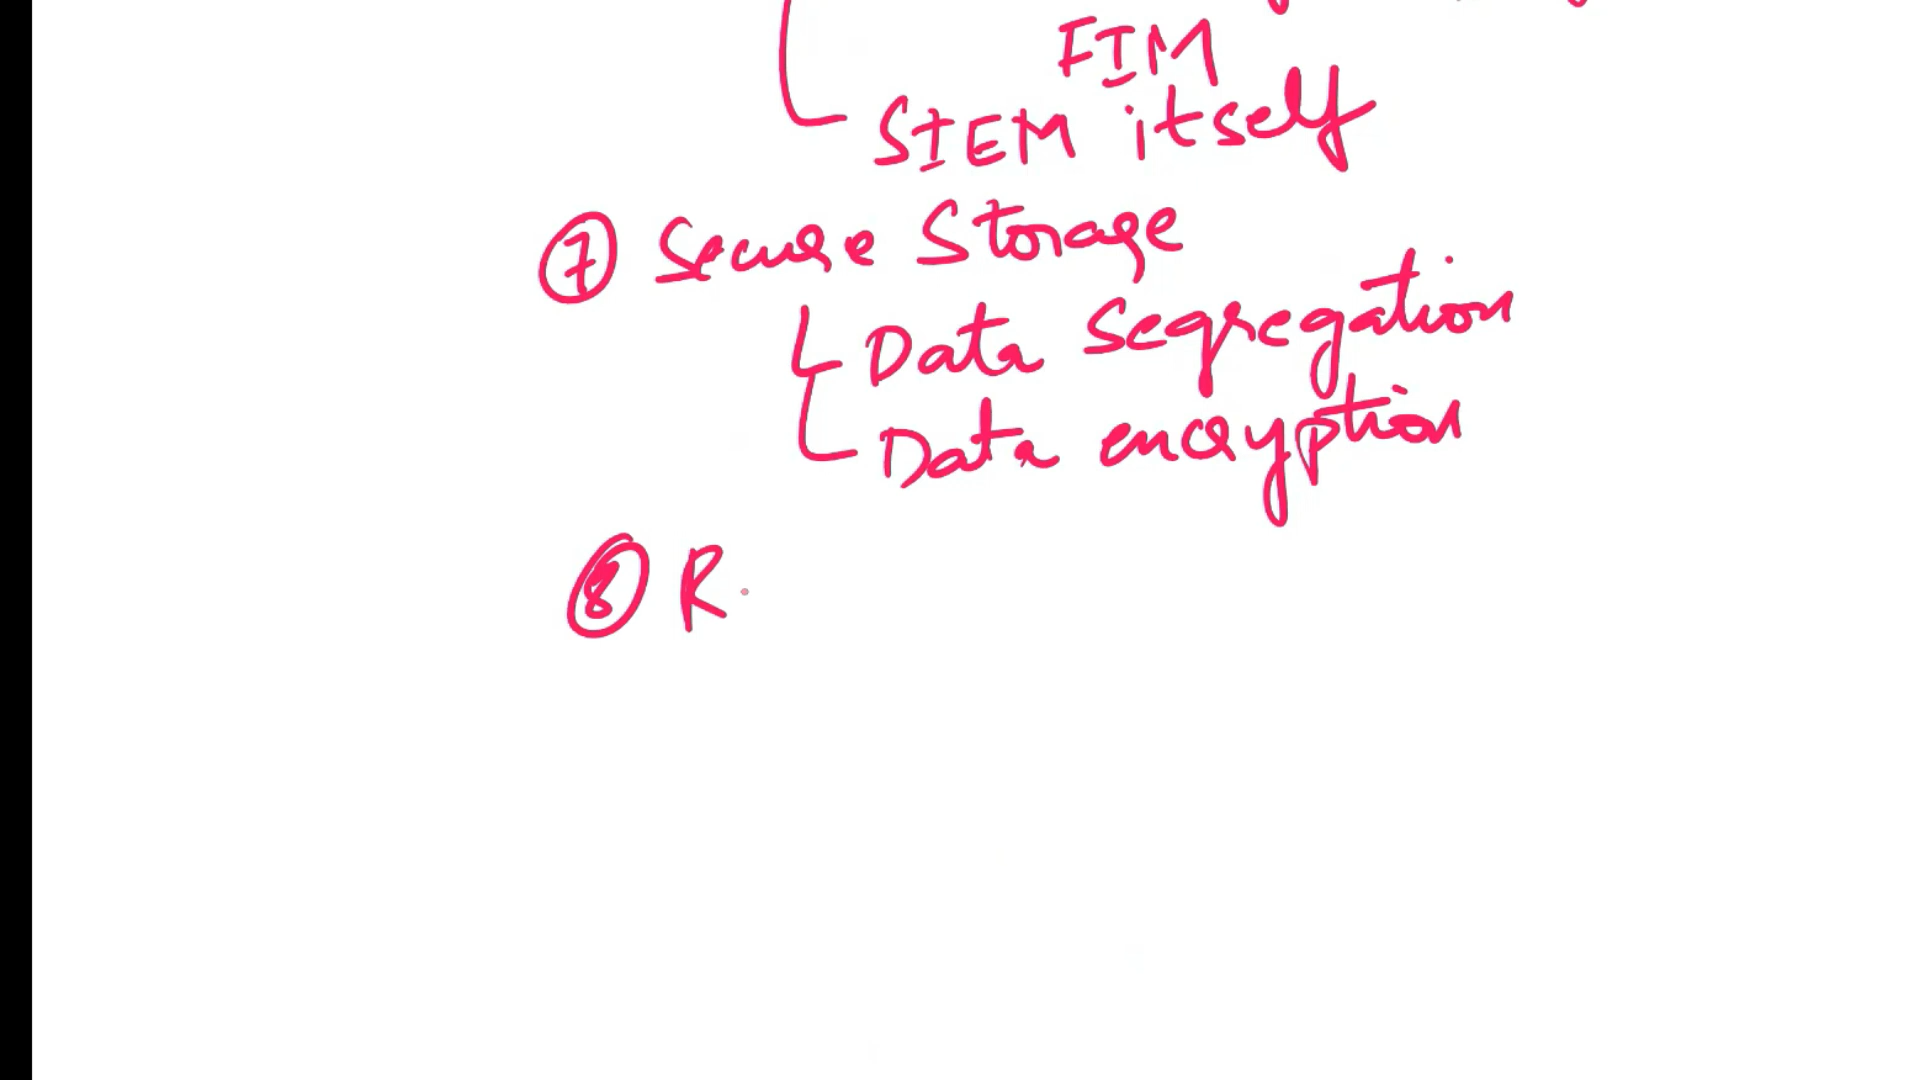 FIM
SIEM itself
⑦ Secure Storage
Data Segregation
Data encryption
⑧ R